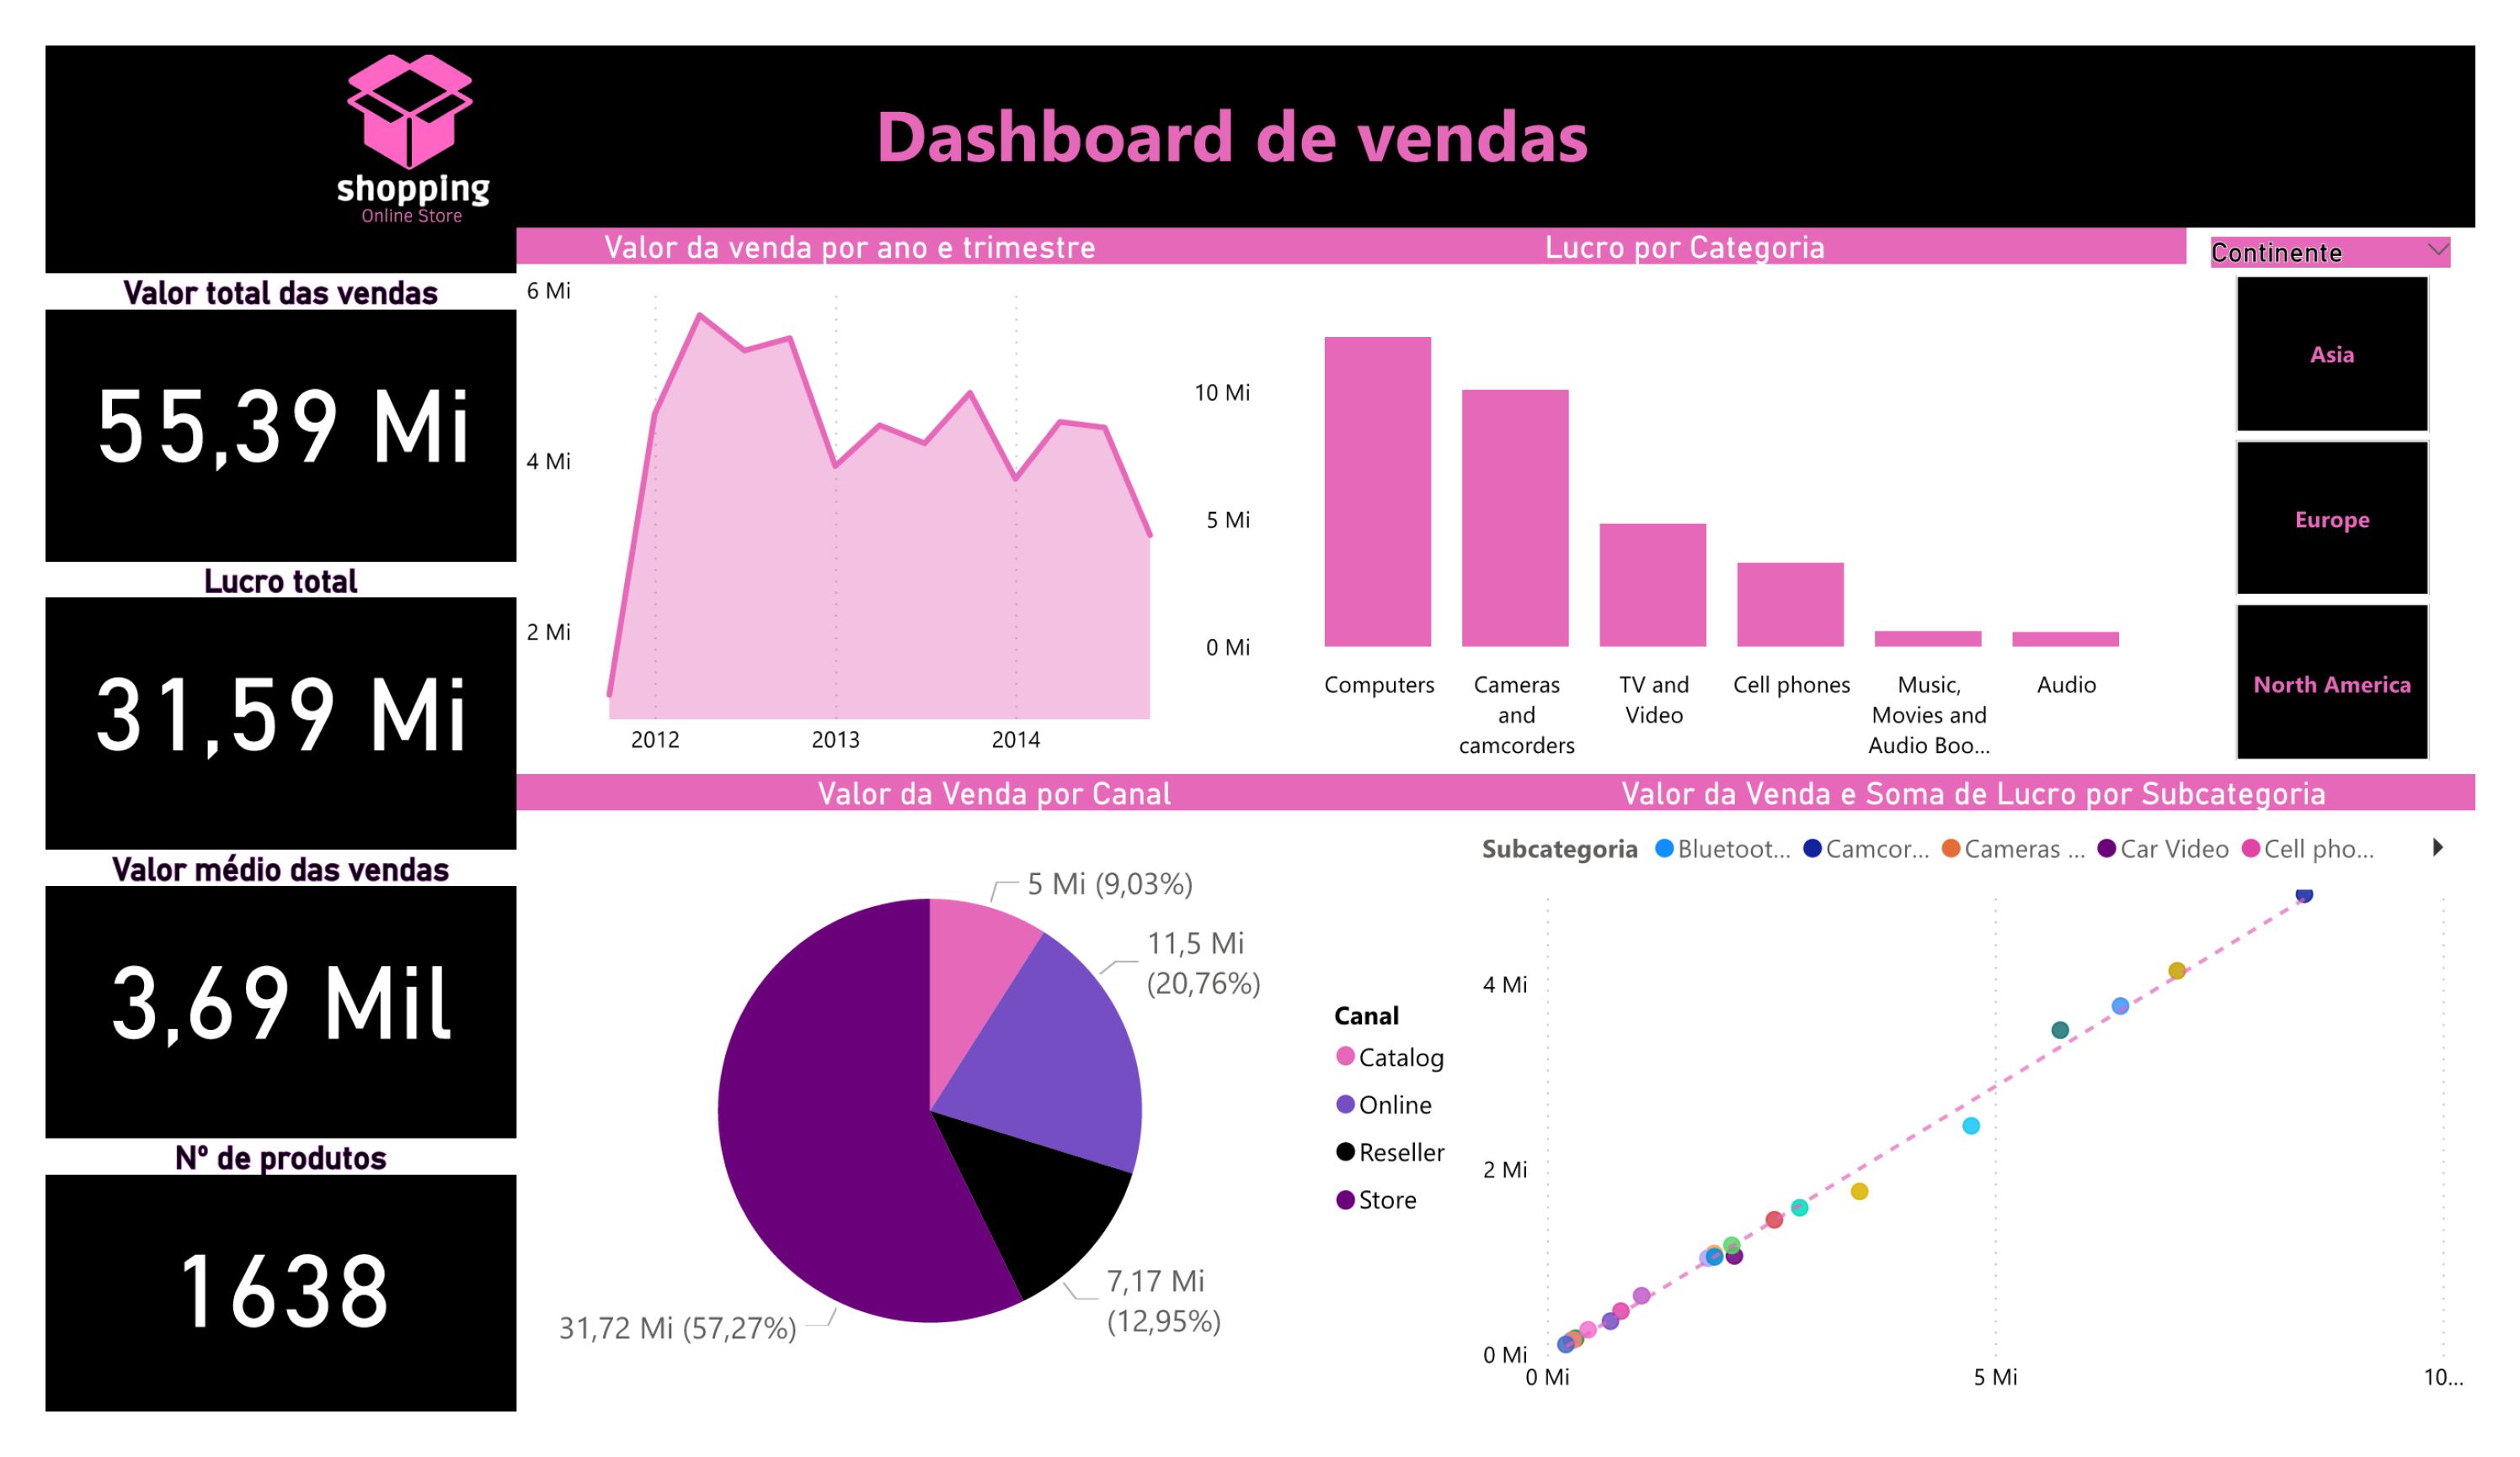 shopping
Online Store
Dashboard de vendas
Valor total das vendas
55,39 Mi
Lucro total
31,59 Mi
Valor médio das vendas
3,69 Mil
Nº de produtos
1638
Valor da venda por ano e trimestre
6 Mi
4 Mi
2 Mi
2012
2013
2014
Lucro por Categoria
10 Mi
5 Mi
0 Mi
Computers
Cameras
and
camcorders
TV and
Video
Cell phones
Music,
Movies and
Audio Boo...
Audio
Continente
Asia
Europe
North America
Valor da Venda por Canal
5 Mi (9,03%)
11,5 Mi
(20,76%)
7,17 Mi
(12,95%)
31,72 Mi (57,27%)
Canal
Catalog
Online
Reseller
Store
Valor da Venda e Soma de Lucro por Subcategoria
Subcategoria Bluetoot... Camcor... Cameras ... Car Video Cell pho...
4 Mi
2 Mi
0 Mi
0 Mi
5 Mi
10...